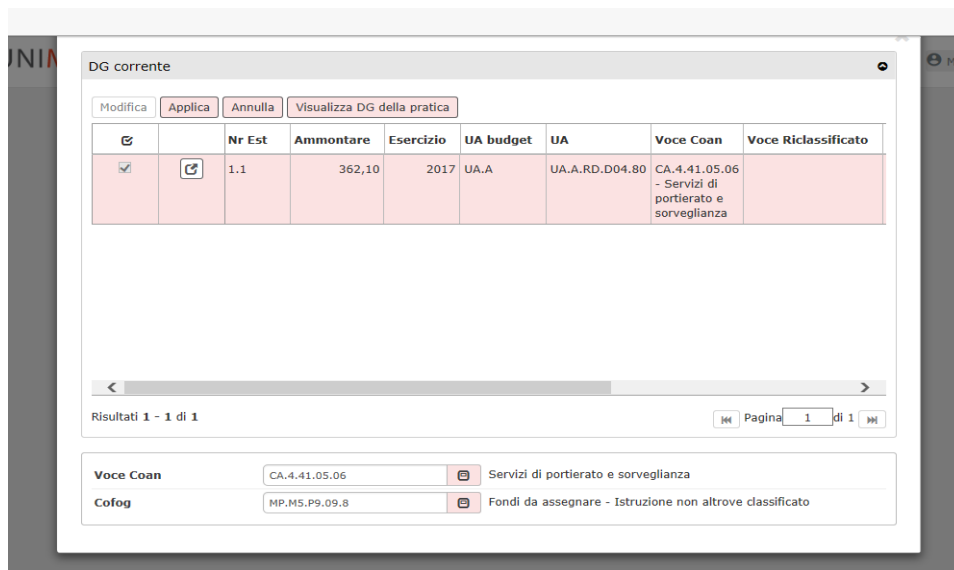 UNIM
DG corrente
Modifica Applica Annulla Visualizza DG della pratica
Nr Est Ammontare Esercizio UA budget UA Voce Coan Voce Riclassificato
1.1 362,10 2017 UA.A UA.A.RD.D04.80 CA.4.41.05.06
- Servizi di
portierato e
sorveglianza
Risultati 1 - 1 di 1
Pagina 1 di 1
Voce Coan CA.4.41.05.06 Servizi di portierato e sorveglianza
Cofog MP.M5.P9.09.8 Fondi da assegnare - Istruzione non altrove classificato